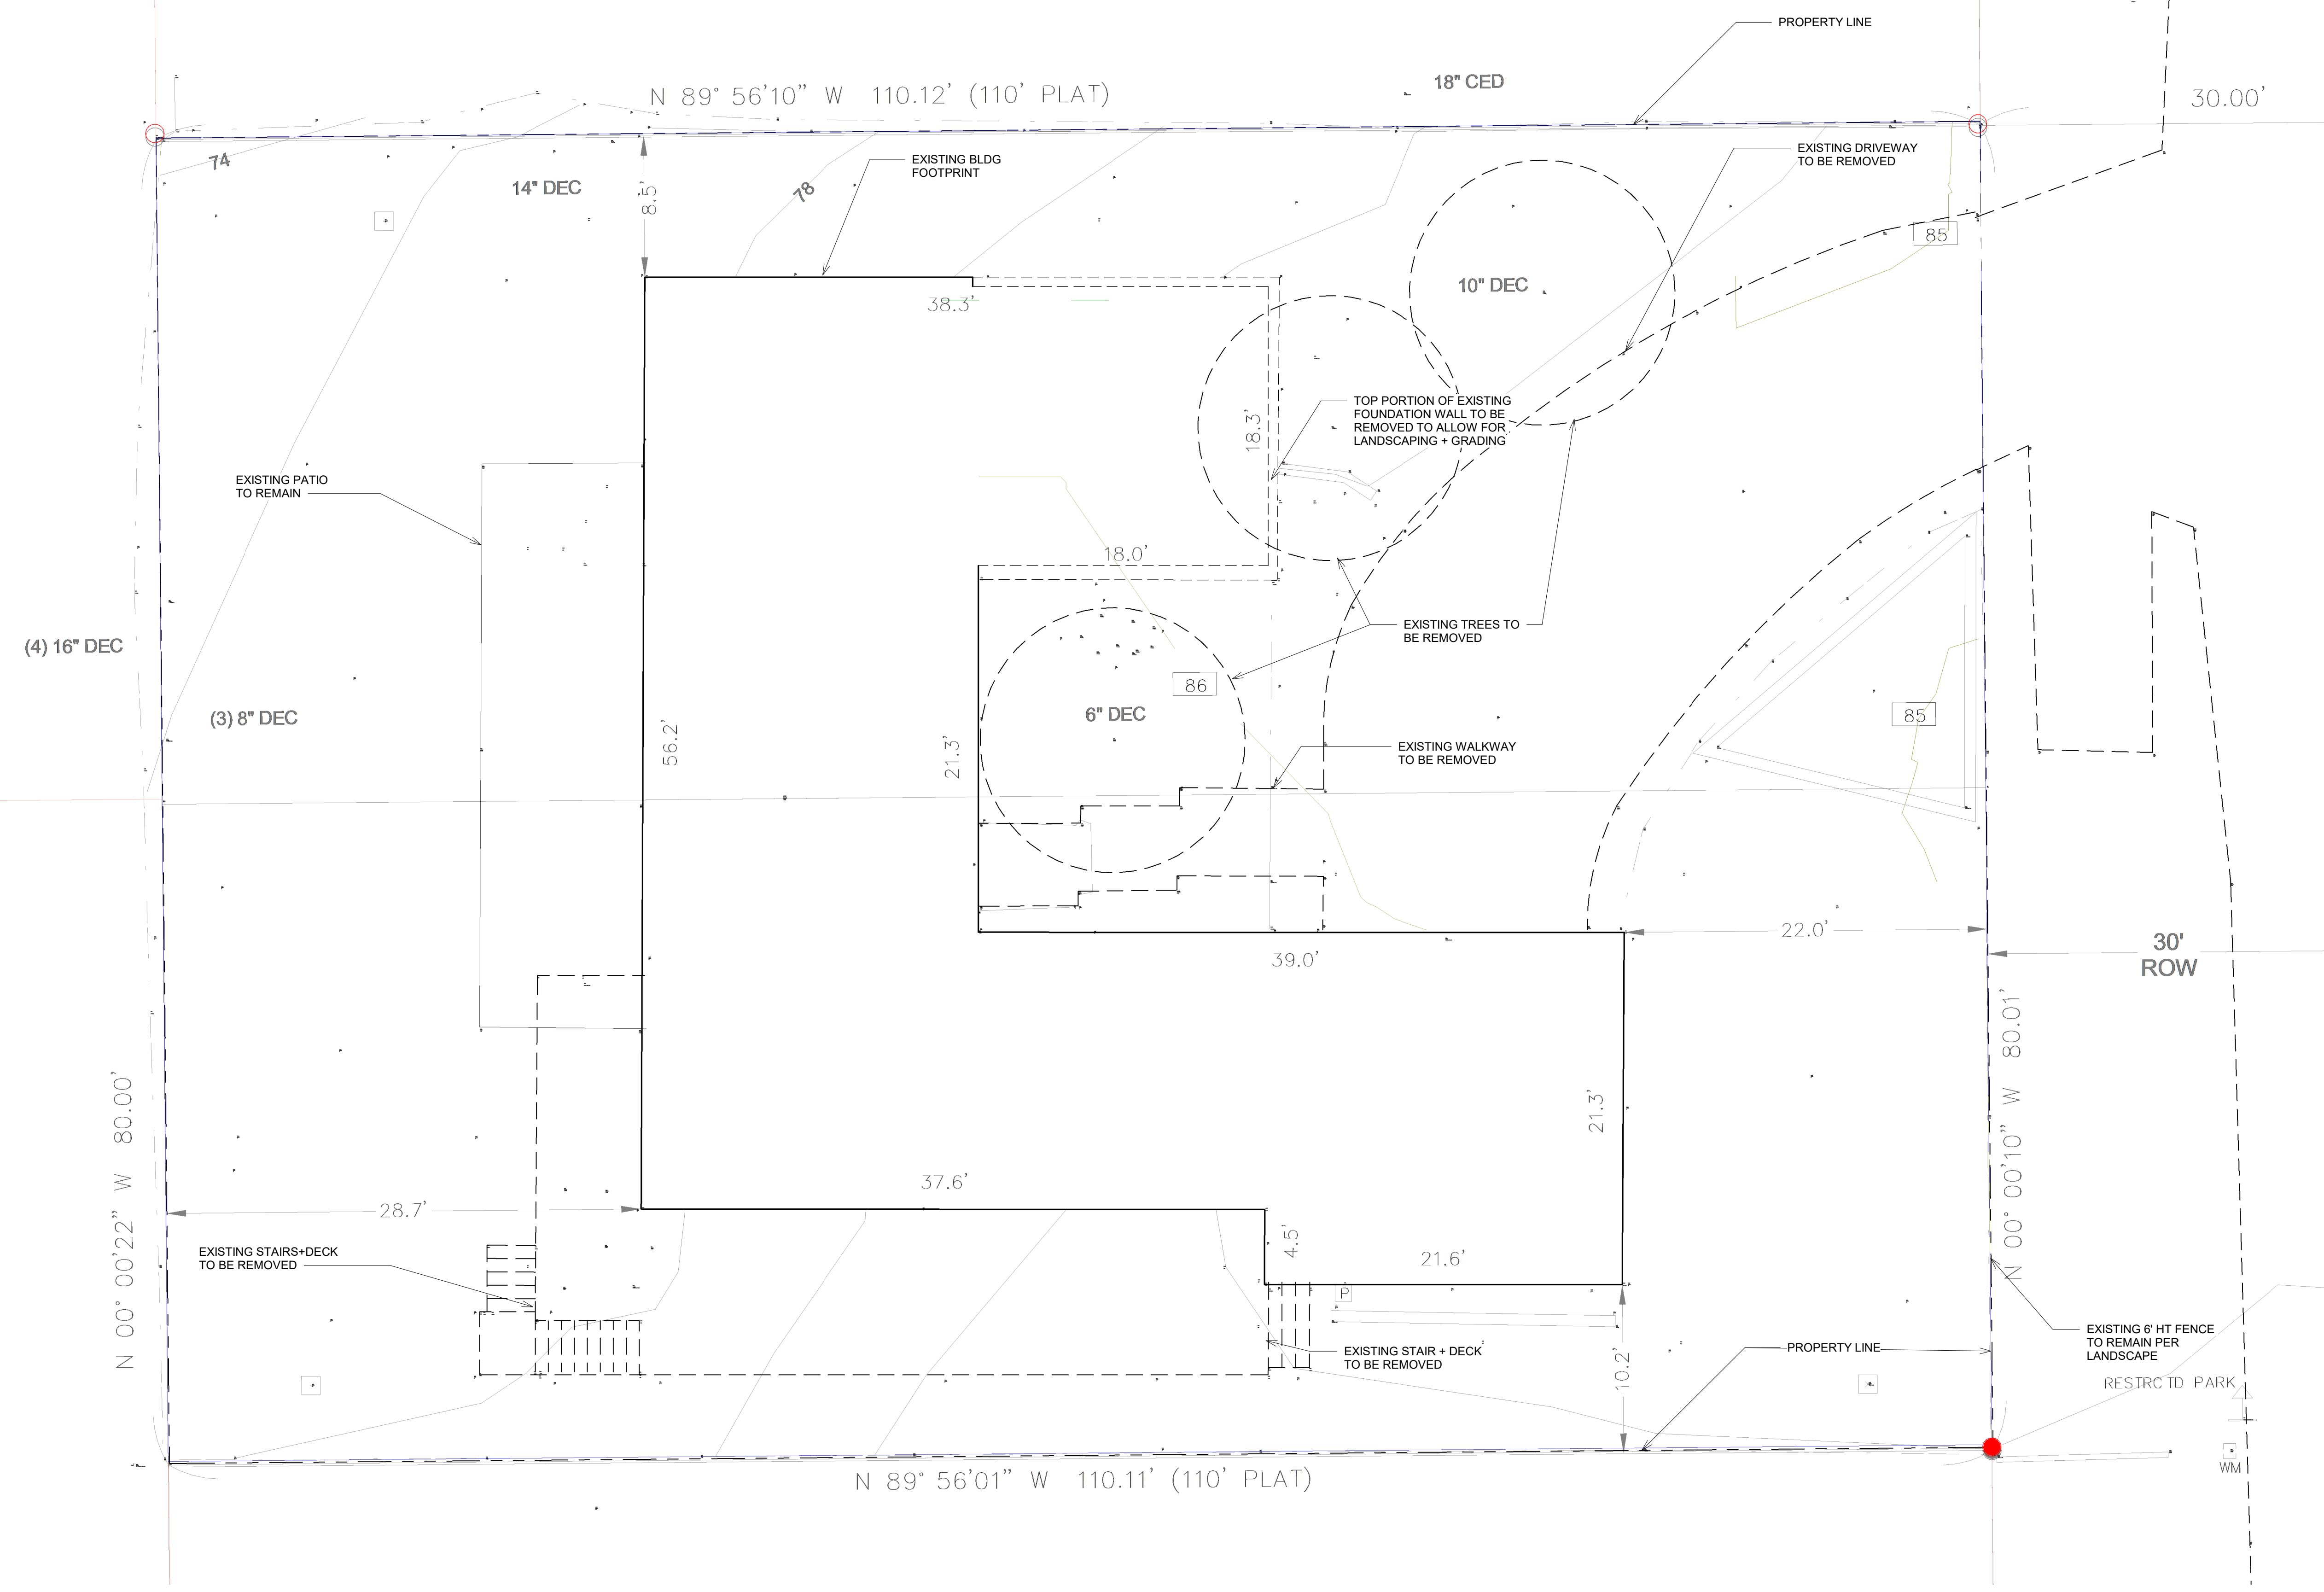 PROPERTY LINE
18" CED
N 89° 56'10" W 110.12' (110' PLAT)
30.00'
74
14" DEC
8.5'
78
EXISTING BLDG
FOOTPRINT
EXISTING DRIVEWAY
TO BE REMOVED
85
10" DEC
38.3'
TOP PORTION OF EXISTING
FOUNDATION WALL TO BE
REMOVED TO ALLOW FOR
LANDSCAPING + GRADING
18.3'
EXISTING PATIO
TO REMAIN
18.0'
EXISTING TREES TO
BE REMOVED
(4) 16" DEC
(3) 8" DEC
86
6" DEC
85
56.2'
21.3'
EXISTING WALKWAY
TO BE REMOVED
22.0'
30'
ROW
39.0'
N 00° 00'22" W 80.00'
N 00° 00'10" W 80.01'
21.3'
37.6'
28.7'
4.5'
21.6'
EXISTING STAIRS+DECK
TO BE REMOVED
P
EXISTING STAIR + DECK
TO BE REMOVED
10.2'
PROPERTY LINE
EXISTING 6' HT FENCE
TO REMAIN PER
LANDSCAPE
RESTRCTD PARK
WM
N 89° 56'01" W 110.11' (110' PLAT)